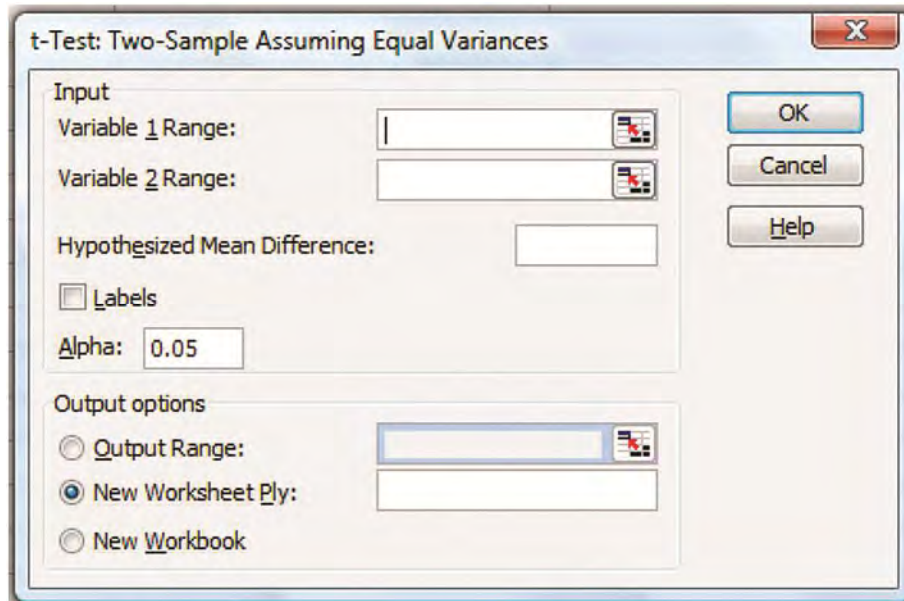 t-Test: Two-Sample Assuming Equal Variances
Input
Variable 1 Range:
Variable 2 Range:
Hypothesized Mean Difference:
Labels
Alpha: 0.05
OK
Cancel
Help
Output options
Output Range:
New Worksheet Ply:
New Workbook